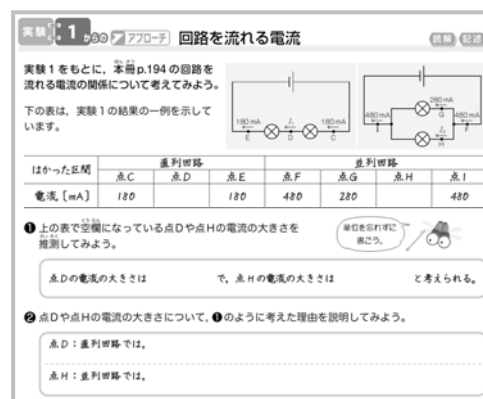 実験1からのアプローチ 回路を流れる電流
読解 記述
実験1をもとに，本冊p.194の回路を
流れる電流の関係について考えてみよう。
下の表は，実験1の結果の一例を示して
います。
180mA I₁ 180mA
E D C
280mA
G
480mA 480mA
I F
I₂
H
はかった区間 直列回路 並列回路
点C 点D 点E 点F 点G 点H 点I
電流〔mA〕 180 180 480 280 480
❶上の表で空欄になっている点Dや点Hの電流の大きさを
推測してみよう。
単位を忘れずに
書こう。
点Dの電流の大きさは で，点Hの電流の大きさは と考えられる。
❷点Dや点Hの電流の大きさについて，❶のように考えた理由を説明してみよう。
点D：直列回路では，
点H：並列回路では，